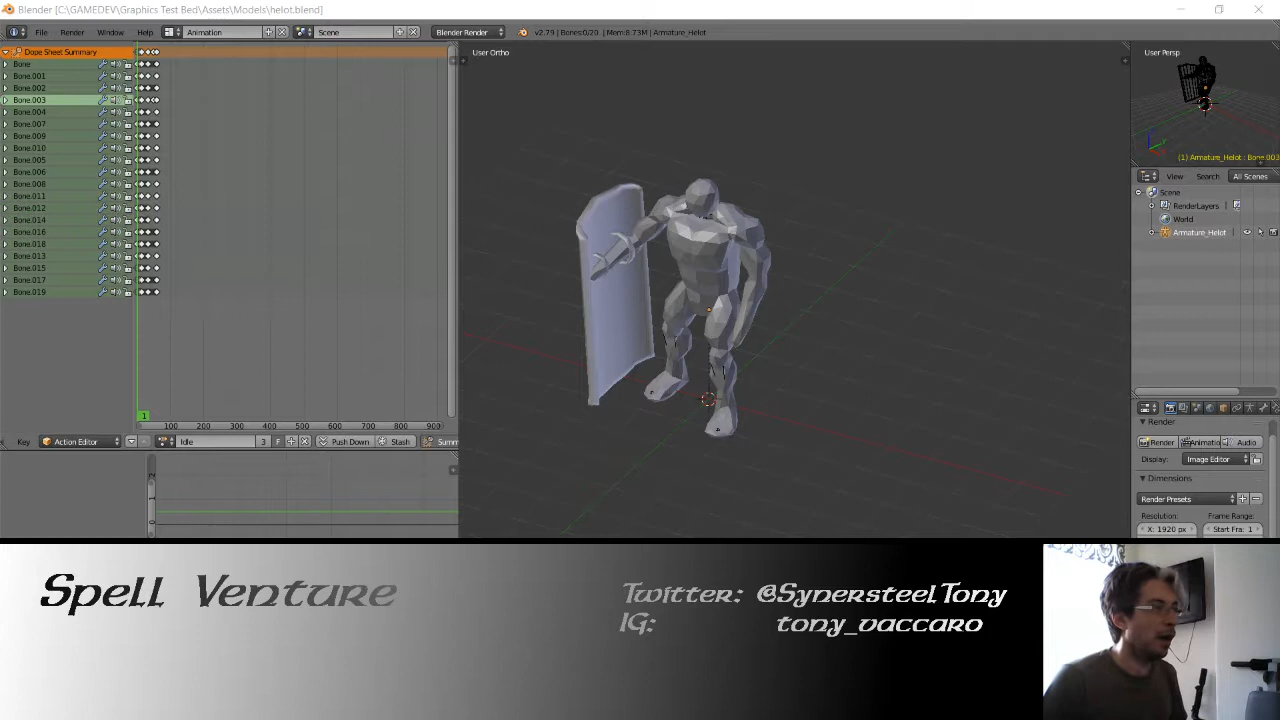 Blender [C:\GAMEDEV\Graphics Test Bed\Assets\Models\helot.blend]
File Render Window Help Animation Scene Blender Render v2.79 | Bones:0/20 | Mem:8.73M | Armature_Helot
Dope Sheet Summary
Bone
Bone.001
Bone.002
Bone.003
Bone.004
Bone.007
Bone.009
Bone.010
Bone.005
Bone.006
Bone.008
Bone.011
Bone.012
Bone.014
Bone.016
Bone.018
Bone.013
Bone.015
Bone.017
Bone.019
1
100 200 300 400 500 600 700 800 900
Key Action Editor Idle 3 F Push Down Stash Summ
2
1
0
User Ortho
User Persp
(1) Armature_Helot : Bone.003
View Search All Scenes
Scene
RenderLayers
World
Armature_Helot
Render
Render Animatio Audio
Display: Image Editor
Dimensions
Render Presets
Resolution: Frame Range:
X: 1920 px Start Fra: 1
Spell Venture
Twitter: @SynersteelTony
IG: tony_vaccaro